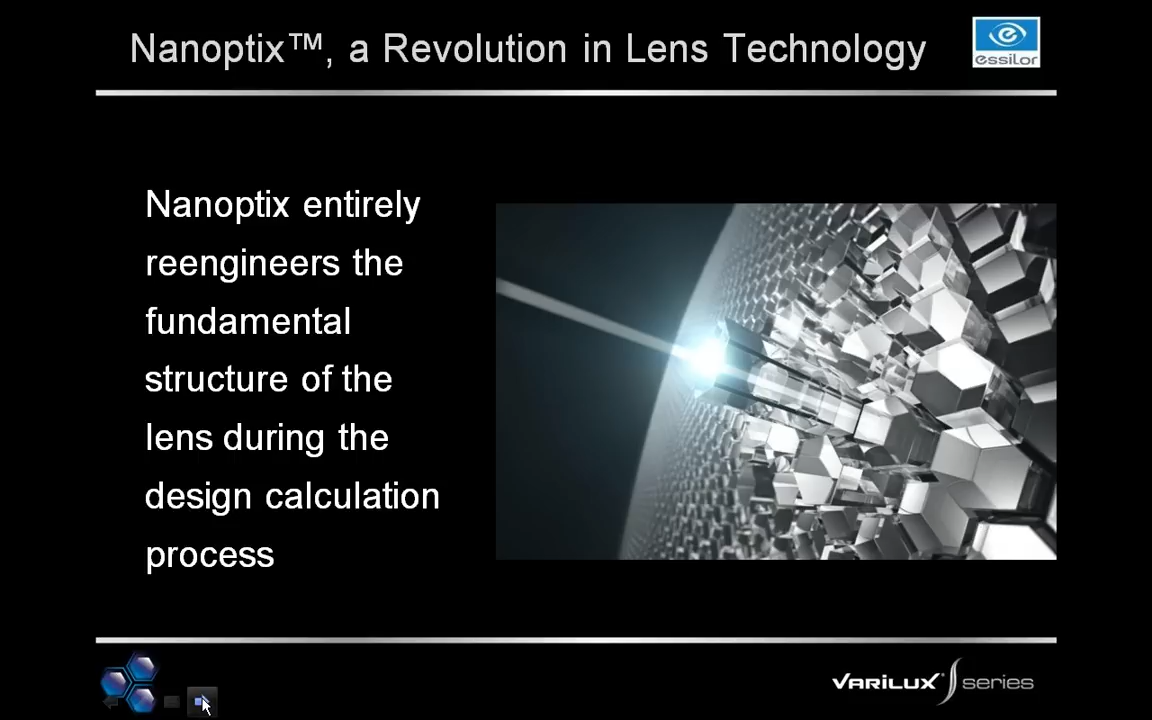 Nanoptix™, a Revolution in Lens Technology
essilor
Nanoptix entirely
reengineers the
fundamental
structure of the
lens during the
design calculation
process
VARILUX® S series